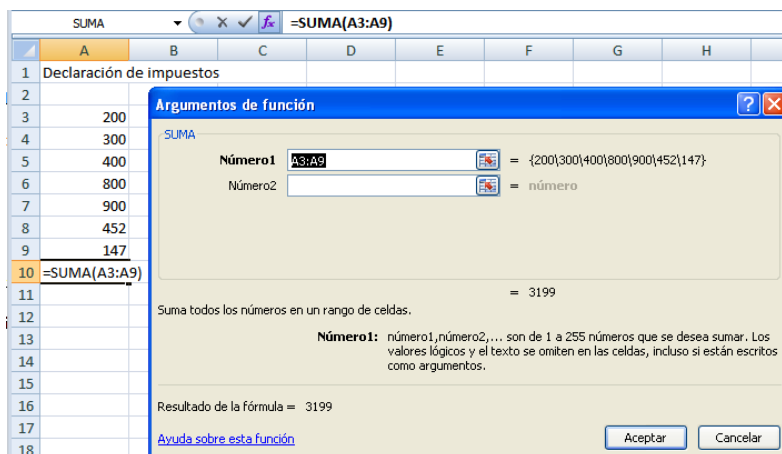 SUMA fx =SUMA(A3:A9)
A B C D E F G H
1 Declaración de impuestos
2
3 200
4 300
5 400
6 800
7 900
8 452
9 147
10 =SUMA(A3:A9)
11
12
13
14
15
16
17
18
Argumentos de función ?
SUMA
Número1 A3:A9 = {200\300\400\800\900\452\147}
Número2 = número
= 3199
Suma todos los números en un rango de celdas.
Número1: número1,número2,... son de 1 a 255 números que se desea sumar. Los
valores lógicos y el texto se omiten en las celdas, incluso si están escritos
como argumentos.
Resultado de la fórmula = 3199
Ayuda sobre esta función Aceptar Cancelar